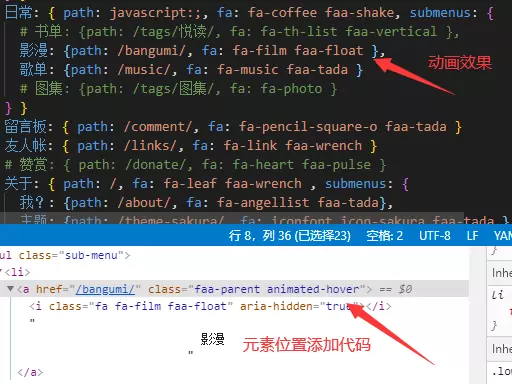 日常: { path: javascript:;, fa: fa-coffee faa-shake, submenus: {
# 书单: {path: /tags/悦读/, fa: fa-th-list faa-vertical },
影漫: {path: /bangumi/, fa: fa-film faa-float },
动画效果
歌单: {path: /music/, fa: fa-music faa-tada }
# 图集: {path: /tags/图集/, fa: fa-photo }
} }
留言板: { path: /comment/, fa: fa-pencil-square-o faa-tada }
友人帐: { path: /links/, fa: fa-link faa-wrench }
# 赞赏: { path: /donate/, fa: fa-heart faa-pulse }
关于: { path: /, fa: fa-leaf faa-wrench , submenus: {
我？: {path: /about/, fa: fa-angellist faa-tada},
主题: {path: /theme-sakura/, fa: iconfont icon-sakura faa-tada
行 8，列 36 (已选择23) 空格: 2 UTF-8 LF YAM
ul class="sub-menu">
▼<li>
▼<a href="/bangumi/" class="faa-parent animated-hover"> == $0
<i class="fa fa-film faa-float" aria-hidden="true"></i>
"
影漫
元素位置添加代码
"
</a>
Inher
li
Inher
.lo